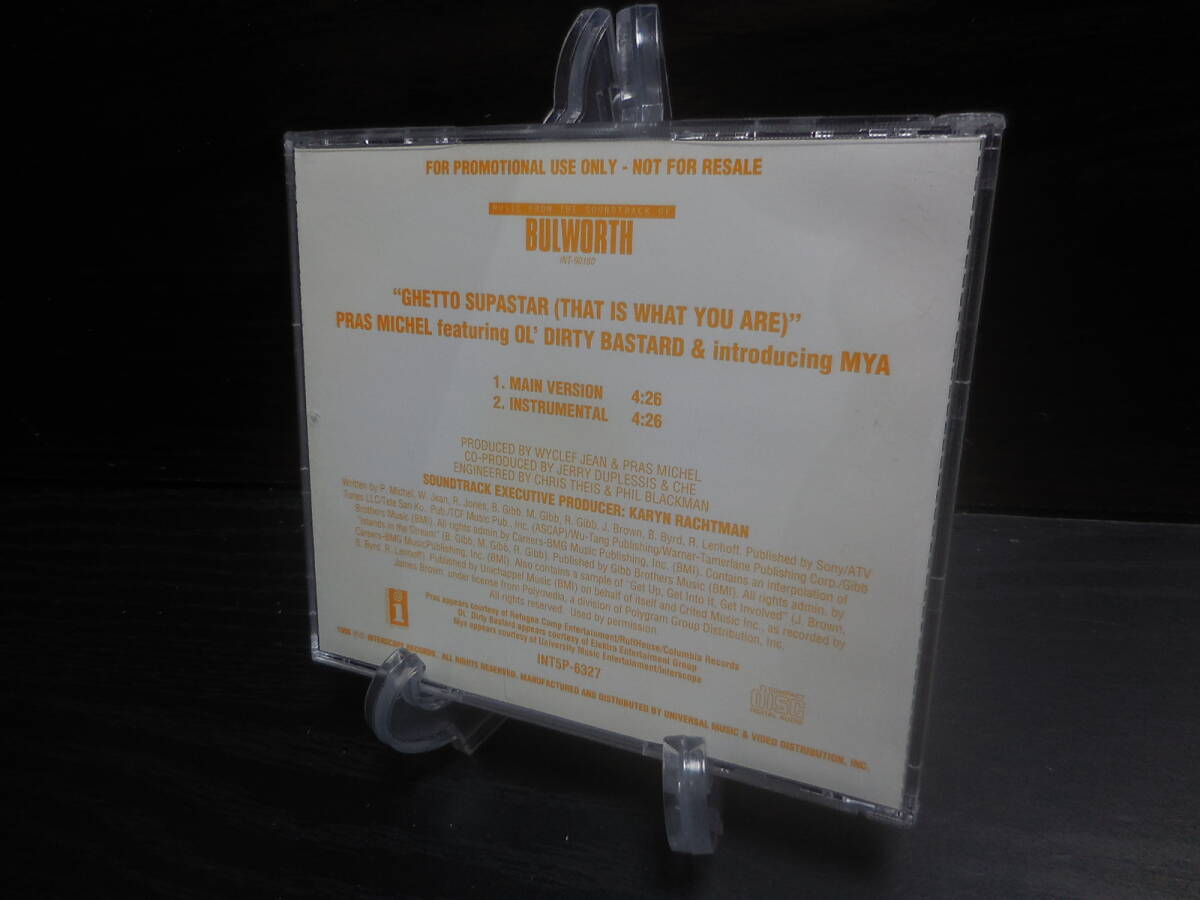 FOR PROMOTIONAL USE ONLY - NOT FOR RESALE
MUSIC FROM THE SOUNDTRACK OF
BULWORTH
INT-90160
“GHETTO SUPASTAR (THAT IS WHAT YOU ARE)”
PRAS MICHEL featuring OL’ DIRTY BASTARD & introducing MYA
1. MAIN VERSION 4:26
2. INSTRUMENTAL 4:26
PRODUCED BY WYCLEF JEAN & PRAS MICHEL
CO-PRODUCED BY JERRY DUPLESSIS & CHE
ENGINEERED BY CHRIS THEIS & PHIL BLACKMAN
SOUNDTRACK EXECUTIVE PRODUCER: KARYN RACHTMAN
Written by P. Michel, W. Jean, R. Jones, B. Gibb, M. Gibb, R. Gibb, J. Brown, B. Byrd, R. Lenhoff. Published by Sony/ATV
Tunes LLC/Tete San Ko. Pub./TCF Music Pub., Inc. (ASCAP)/Wu-Tang Publishing/Warner-Tamerlane Publishing Corp./Gibb
Brothers Music (BMI). All rights admin by Careers-BMG Music Publishing, Inc. (BMI). Contains an interpolation of
"Islands in the Stream" (B. Gibb, M. Gibb, R. Gibb). Published by Gibb Brothers Music (BMI). All rights admin. by
Careers-BMG MusicPublishing, Inc. (BMI). Also contains a sample of "Get Up, Get Into It, Get Involved" (J. Brown,
B. Byrd, R. Lenhoff). Published by Unichappel Music (BMI) on behalf of itself and Crited Music Inc., as recorded by
James Brown, under license from Polymedia, a division of Polygram Group Distribution, Inc.
All rights reserved. Used by permission.
i
Pras appears courtesy of Refugee Camp Entertainment/RuffHouse/Columbia Records
OL' Dirty Bastard appears courtesy of Elektra Entertaiment Group
Mya appears courtesy of University Music Entertainment/Interscope
INT5P-6327
COMPACT
disc
DIGITAL AUDIO
1998 INTERSCOPE RECORDS. ALL RIGHTS RESERVED. MANUFACTURED AND DISTRIBUTED BY UNIVERSAL MUSIC & VIDEO DISTRIBUTION, INC.